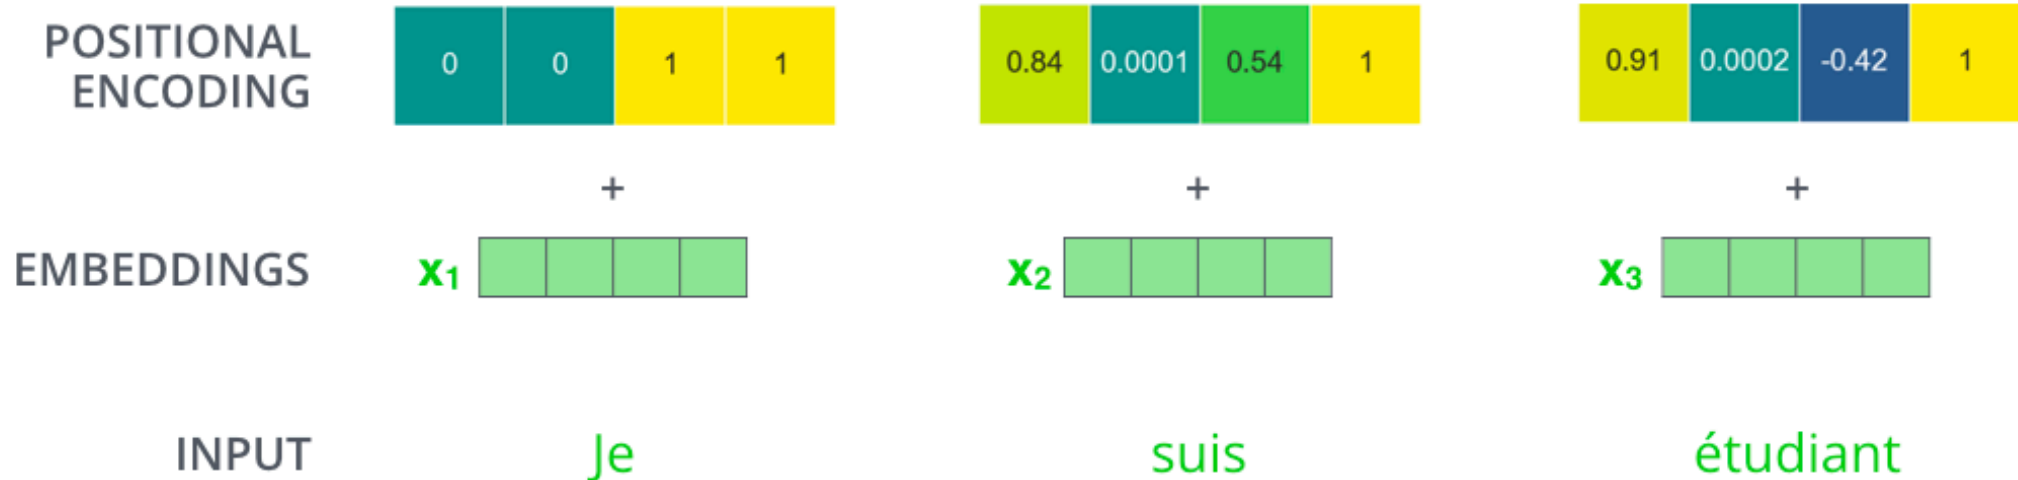 POSITIONAL
ENCODING
0 0 1 1
0.84 0.0001 0.54 1
0.91 0.0002 -0.42 1
+ + +
EMBEDDINGS
x1 x2 x3
INPUT
Je suis étudiant